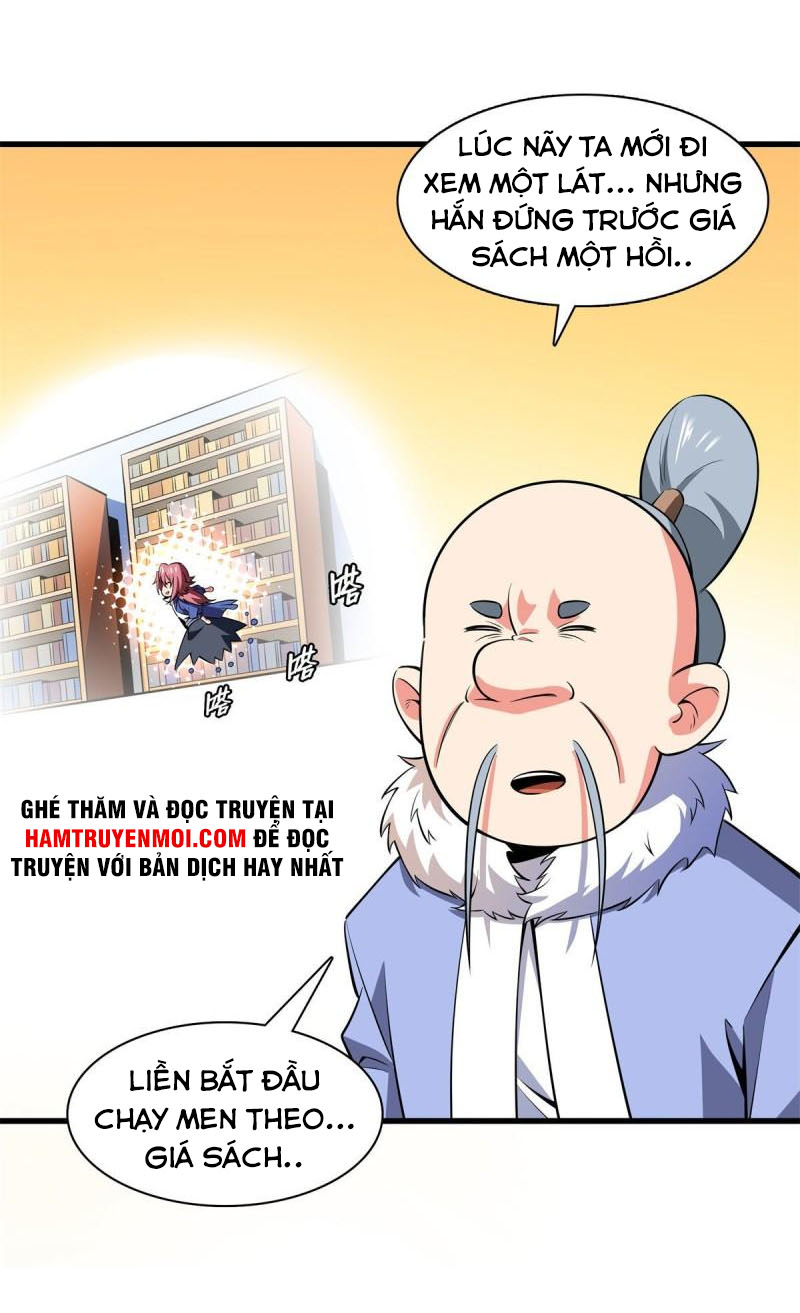 LÚC NÃY TA MỚI ĐI
XEM MỘT LÁT... NHƯNG
HẮN ĐỨNG TRƯỚC GIÁ
SÁCH MỘT HỒI..
嗒
嗒
嗒
GHÉ THĂM VÀ ĐỌC TRUYỆN TẠI
HAMTRUYENMOI.COM ĐỂ ĐỌC
TRUYỆN VỚI BẢN DỊCH HAY NHẤT
LIỀN BẮT ĐẦU
CHẠY MEN THEO...
GIÁ SÁCH..